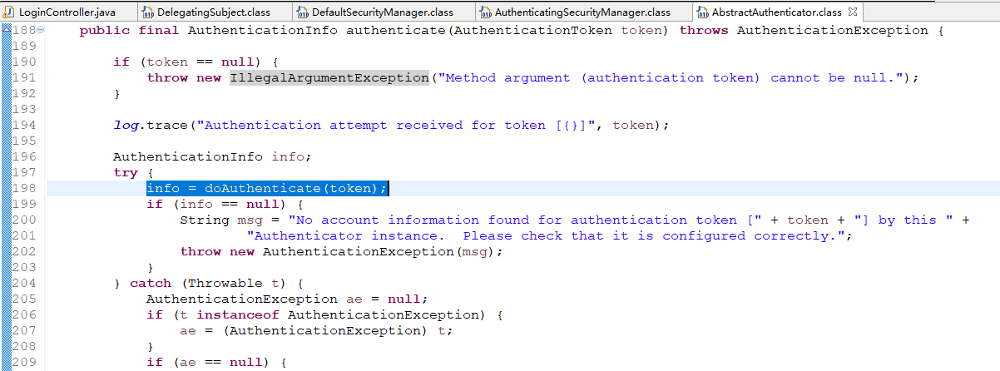 LoginController.java DelegatingSubject.class DefaultSecurityManager.class AuthenticatingSecurityManager.class AbstractAuthenticator.class
188 public final AuthenticationInfo authenticate(AuthenticationToken token) throws AuthenticationException {
189
190 if (token == null) {
191 throw new IllegalArgumentException("Method argument (authentication token) cannot be null.");
192 }
193
194 log.trace("Authentication attempt received for token [{}]", token);
195
196 AuthenticationInfo info;
197 try {
198 info = doAuthenticate(token);
199 if (info == null) {
200 String msg = "No account information found for authentication token [" + token + "] by this " +
201 "Authenticator instance.  Please check that it is configured correctly.";
202 throw new AuthenticationException(msg);
203 }
204 } catch (Throwable t) {
205 AuthenticationException ae = null;
206 if (t instanceof AuthenticationException) {
207 ae = (AuthenticationException) t;
208 }
209 if (ae == null) {